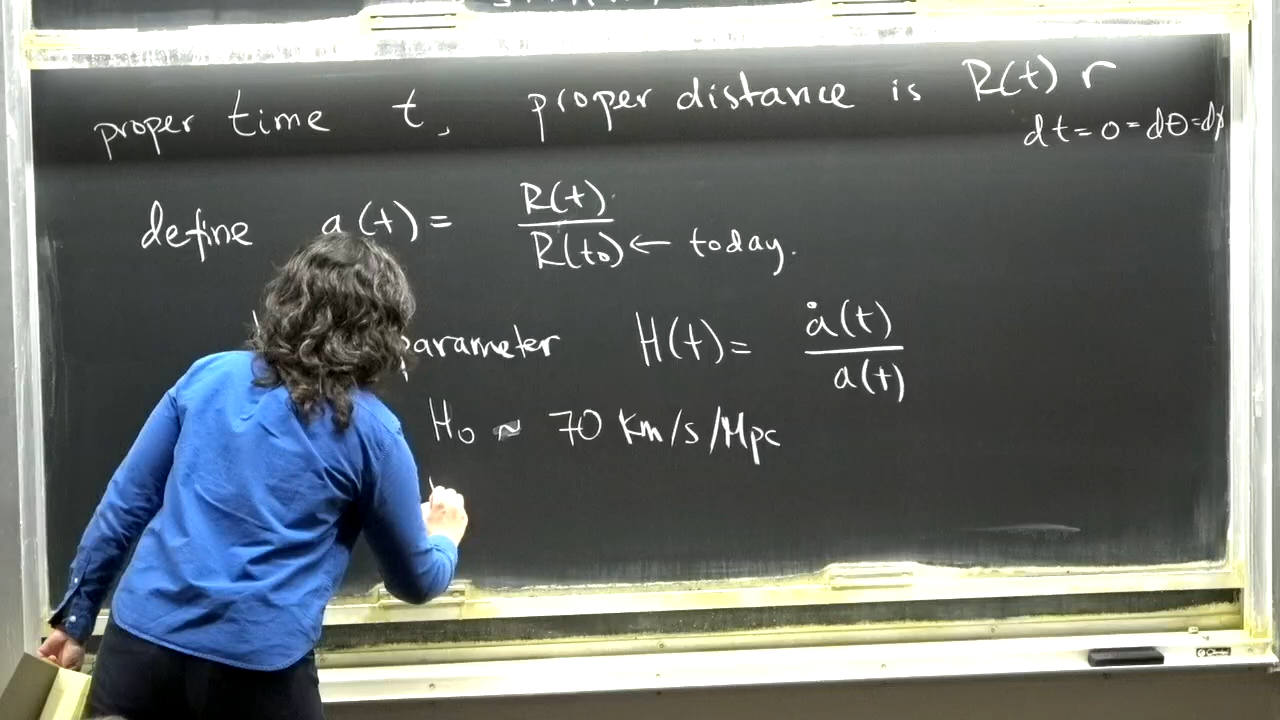 proper time t, proper distance is R(t) r
dt = 0 = dθ = dϕ
define a(t) = R(t) / R(t₀) ← today.
parameter H(t) = ȧ(t) / a(t)
H₀ ~ 70 km/s/Mpc